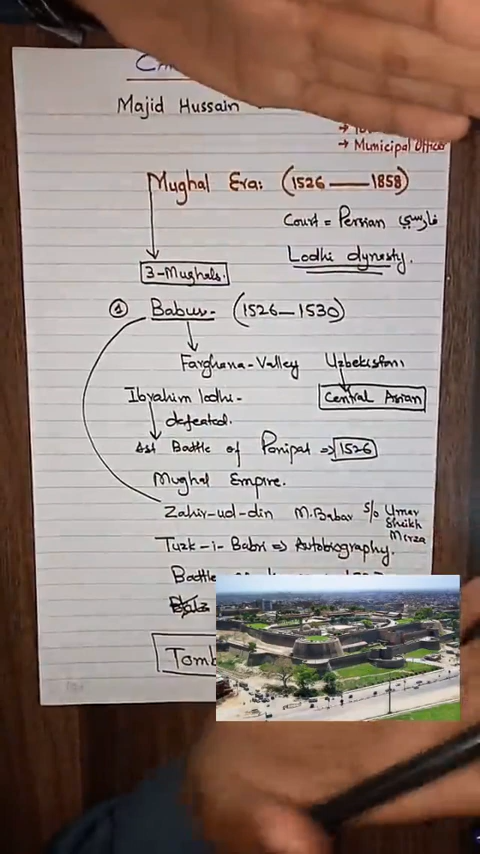 Majid Hussain
→ Municipal Officer
Mughal Era: (1526 — 1858)
Court = Persian فارسي
Lodhi dynasty.
3-Mughals.
① Babur- (1526—1530)
Farghana-Valley Uzbekistan
Ibrahim lodhi- Central Asian
defeated.
1st Battle of Panipat ⇒ 1526
Mughal Empire.
Zahir-ud-din M.Babar S/o Umar Sheikh Mirza
Tuzk-i-Babri ⇒ Autobiography.
Battle
Tomb